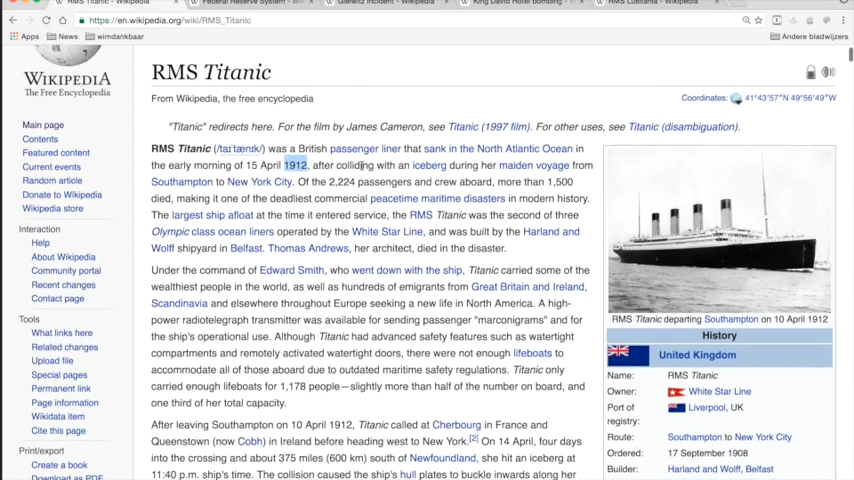 RMS Titanic - Wikipedia
Federal Reserve System - Wi
Gleiwitz incident - Wikipedia
King David Hotel bombing -
RMS Lusitania - Wikipedia
https://en.wikipedia.org/wiki/RMS_Titanic
Apps News wimdankbaar Andere bladwijzers
WIKIPEDIA
The Free Encyclopedia
Main page
Contents
Featured content
Current events
Random article
Donate to Wikipedia
Wikipedia store
Interaction
Help
About Wikipedia
Community portal
Recent changes
Contact page
Tools
What links here
Related changes
Upload file
Special pages
Permanent link
Page information
Wikidata item
Cite this page
Print/export
Create a book
Download as PDF
RMS Titanic
From Wikipedia, the free encyclopedia
Coordinates: 41°43′57″N 49°56′49″W
"Titanic" redirects here. For the film by James Cameron, see Titanic (1997 film). For other uses, see Titanic (disambiguation).
RMS Titanic (/taɪˈtænɪk/) was a British passenger liner that sank in the North Atlantic Ocean in
the early morning of 15 April 1912, after colliding with an iceberg during her maiden voyage from
Southampton to New York City. Of the 2,224 passengers and crew aboard, more than 1,500
died, making it one of the deadliest commercial peacetime maritime disasters in modern history.
The largest ship afloat at the time it entered service, the RMS Titanic was the second of three
Olympic class ocean liners operated by the White Star Line, and was built by the Harland and
Wolff shipyard in Belfast. Thomas Andrews, her architect, died in the disaster.
Under the command of Edward Smith, who went down with the ship, Titanic carried some of the
wealthiest people in the world, as well as hundreds of emigrants from Great Britain and Ireland,
Scandinavia and elsewhere throughout Europe seeking a new life in North America. A high-
power radiotelegraph transmitter was available for sending passenger "marconigrams" and for
the ship's operational use. Although Titanic had advanced safety features such as watertight
compartments and remotely activated watertight doors, there were not enough lifeboats to
accommodate all of those aboard due to outdated maritime safety regulations. Titanic only
carried enough lifeboats for 1,178 people—slightly more than half of the number on board, and
one third of her total capacity.
After leaving Southampton on 10 April 1912, Titanic called at Cherbourg in France and
Queenstown (now Cobh) in Ireland before heading west to New York.[2] On 14 April, four days
into the crossing and about 375 miles (600 km) south of Newfoundland, she hit an iceberg at
11:40 p.m. ship's time. The collision caused the ship's hull plates to buckle inwards along her
RMS Titanic departing Southampton on 10 April 1912
History
United Kingdom
Name: RMS Titanic
Owner: White Star Line
Port of registry: Liverpool, UK
Route: Southampton to New York City
Ordered: 17 September 1908
Builder: Harland and Wolff, Belfast